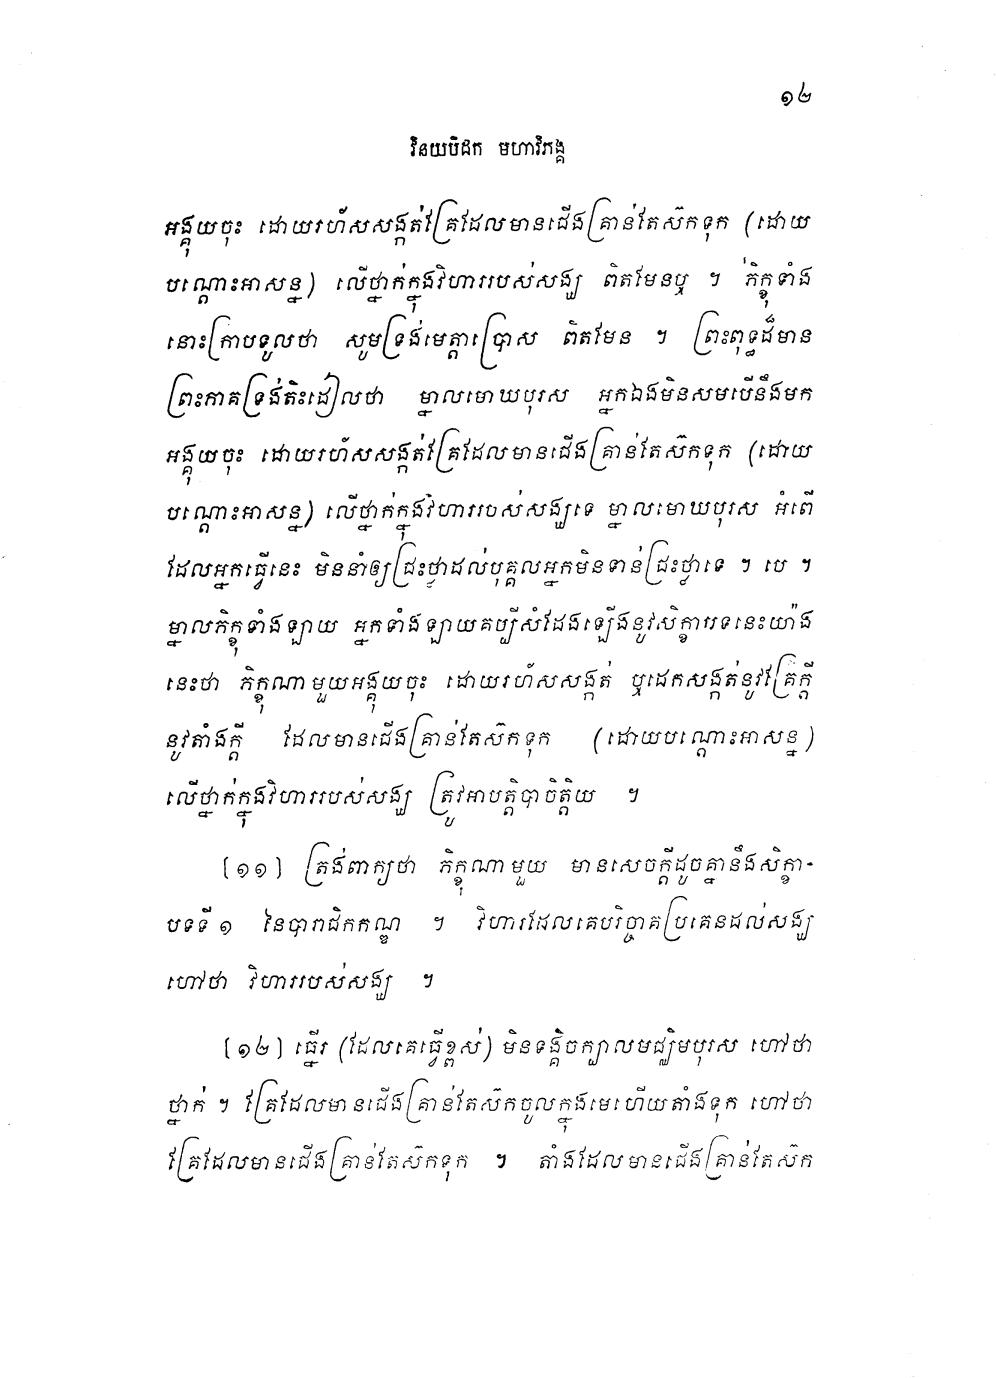 ១២
វិនយបិដក មហាវិភង្គ
អង្គុយចុះ ដោយរហ័សសង្កត់គ្រែដែលមានជើងគ្រាន់តែស៊កទុក (ដោយ
បណ្តោះអាសន្ន) លើថ្នាក់ក្នុងវិហាររបស់សង្ឃ ពិតមែនឬ ។ ភិក្ខុទាំង
នោះក្រាបទូលថា សូមទ្រង់មេត្តាប្រោស ពិតមែន ។ ព្រះពុទ្ធដ៏មាន
ព្រះភាគទ្រង់តិះដៀលថា ម្នាលមោឃបុរស អ្នកឯងមិនសមបើនឹងមក
អង្គុយចុះ ដោយរហ័សសង្កត់គ្រែដែលមានជើងគ្រាន់តែស៊កទុក (ដោយ
បណ្តោះអាសន្ន) លើថ្នាក់ក្នុងវិហាររបស់សង្ឃទេ ម្នាលមោឃបុរស អំពើ
ដែលអ្នកធ្វើនេះ មិននាំឲ្យជ្រះថ្លាដល់បុគ្គលអ្នកមិនទាន់ជ្រះថ្លាទេ ។ បេ ។
ម្នាលភិក្ខុទាំងឡាយ អ្នកទាំងឡាយគប្បីសំដែងឡើងនូវសិក្ខាបទនេះយ៉ាង
នេះថា ភិក្ខុណាមួយអង្គុយចុះ ដោយរហ័សសង្កត់ ឬដេកសង្កត់នូវគ្រែក្តី
នូវតាំងក្តី ដែលមានជើងគ្រាន់តែស៊កទុក (ដោយបណ្តោះអាសន្ន)
លើថ្នាក់ក្នុងវិហាររបស់សង្ឃ ត្រូវអាបត្តិបាចិត្តិយ ។
[១១] ត្រង់ពាក្យថា ភិក្ខុណាមួយ មានសេចក្តីដូចគ្នានឹងសិក្ខា-
បទទី១ នៃបារាជិកកណ្ឌ ។ វិហារដែលគេបរិច្ចាគប្រគេនដល់សង្ឃ
ហៅថា វិហាររបស់សង្ឃ ។
[១២] ធ្នើរ (ដែលគេធ្វើខ្ពស់) មិនទង្គិចក្បាលមជ្ឈិមបុរស ហៅថា
ថ្នាក់ ។ គ្រែដែលមានជើងគ្រាន់តែស៊កចូលក្នុងមេហើយតាំងទុក ហៅថា
គ្រែដែលមានជើងគ្រាន់តែស៊កទុក ។ តាំងដែលមានជើងគ្រាន់តែស៊ក